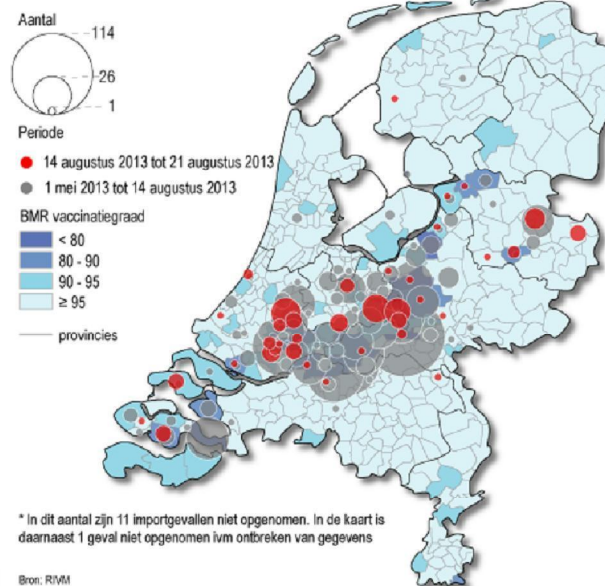 Aantal
114
26
1
Periode
14 augustus 2013 tot 21 augustus 2013
1 mei 2013 tot 14 augustus 2013
BMR vaccinatiegraad
< 80
80 - 90
90 - 95
≥ 95
provincies
* In dit aantal zijn 11 importgevallen niet opgenomen. In de kaart is
daarnaast 1 geval niet opgenomen ivm ontbreken van gegevens
Bron: RIVM